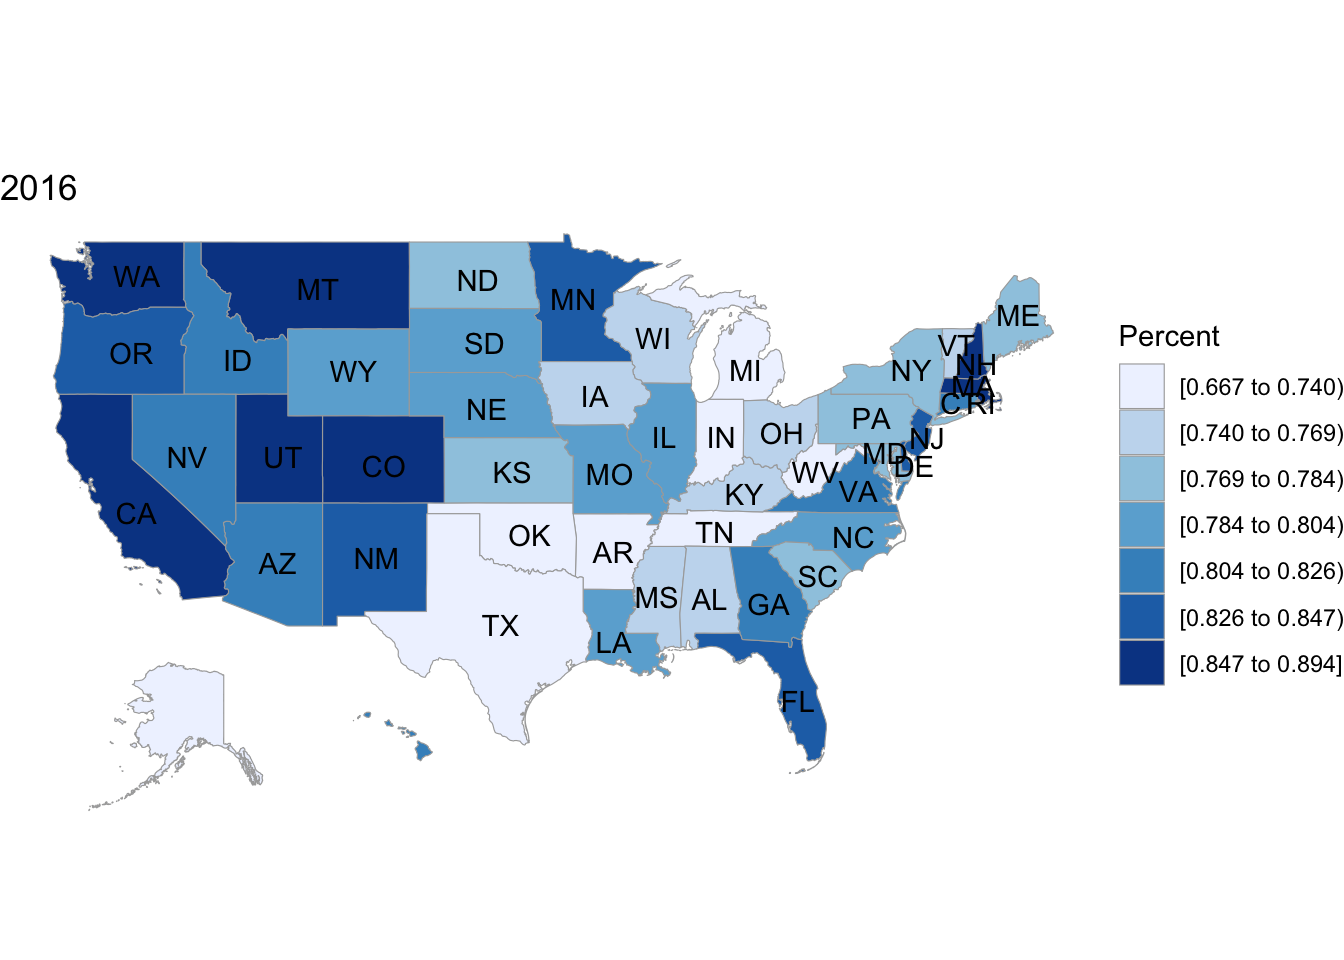 2016
WA
MT
ND
MN
ME
OR
ID
WY
SD
WI
MI
NY
VT
NH
MA
CT
RI
NE
IA
PA
NJ
NV
UT
CO
KS
MO
IL
IN
OH
WV
MD
DE
VA
KY
CA
AZ
NM
OK
AR
TN
NC
SC
TX
LA
MS
AL
GA
FL
Percent
[0.667 to 0.740)
[0.740 to 0.769)
[0.769 to 0.784)
[0.784 to 0.804)
[0.804 to 0.826)
[0.826 to 0.847)
[0.847 to 0.894]